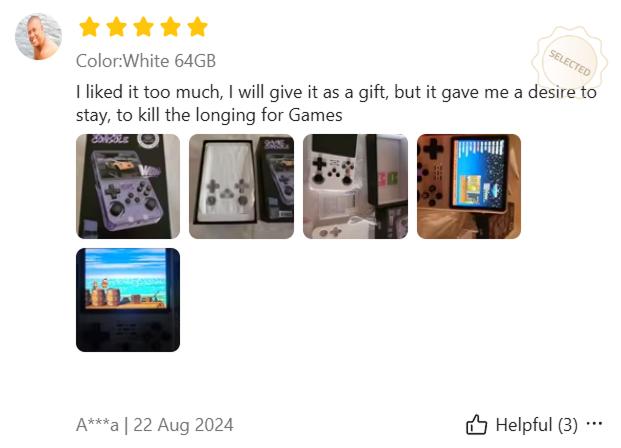 SELECTED
Color:White 64GB
I liked it too much, I will give it as a gift, but it gave me a desire to
stay, to kill the longing for Games
CONSOLE
A***a | 22 Aug 2024
Helpful (3) ···